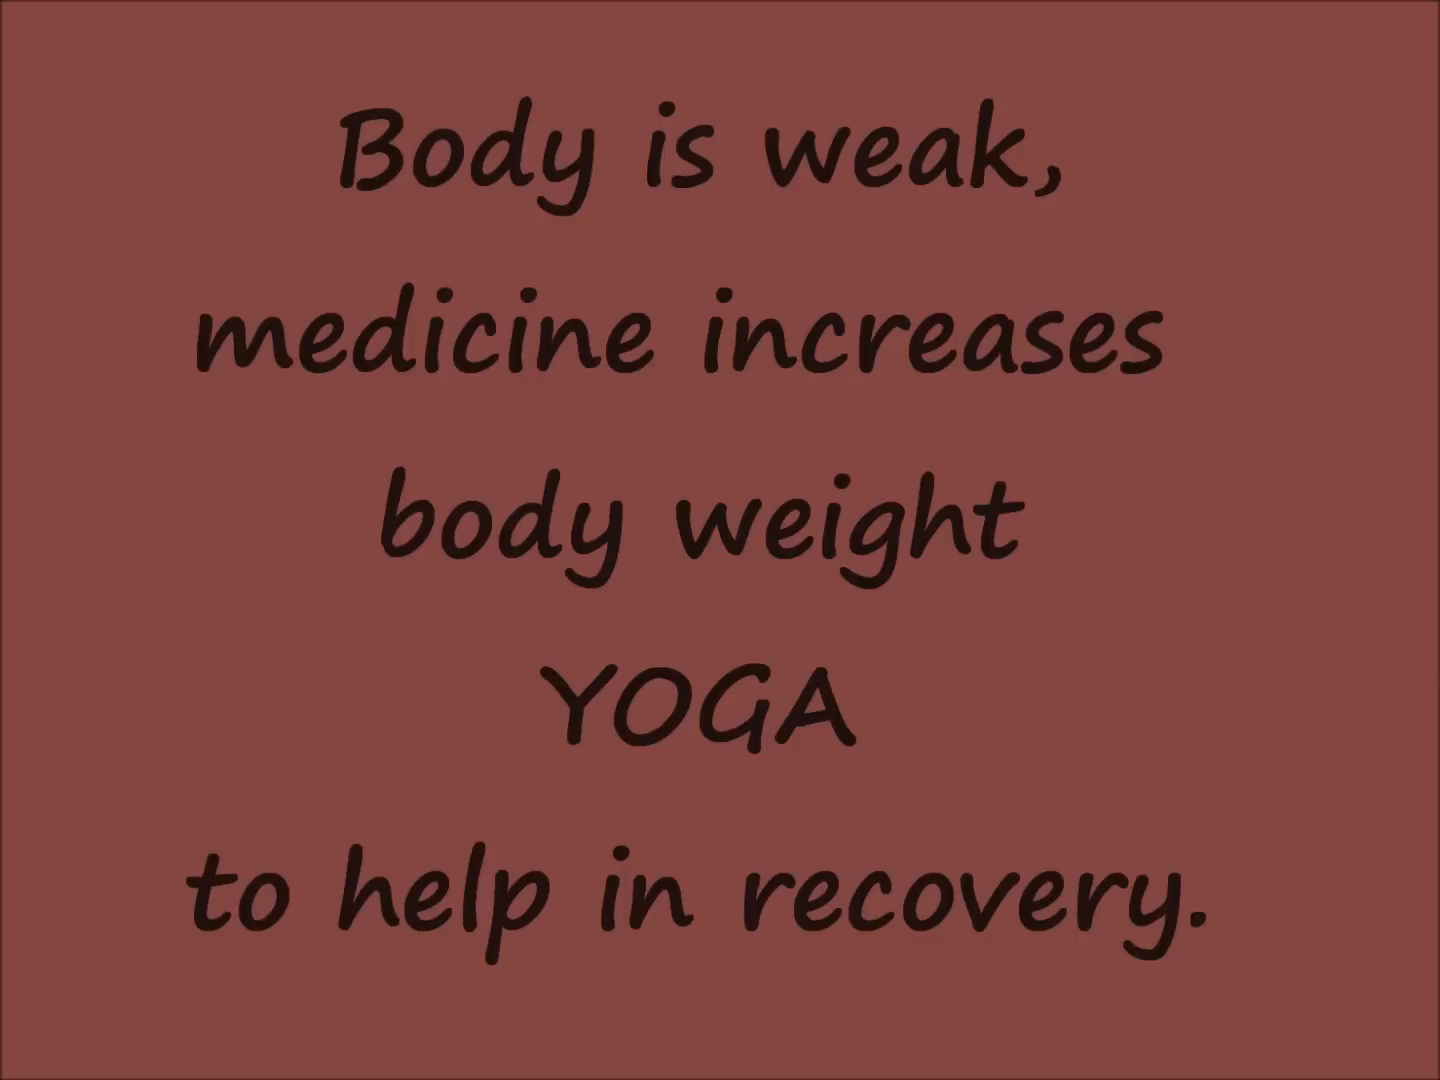 Body is weak,
medicine increases
body weight
YOGA
to help in recovery.